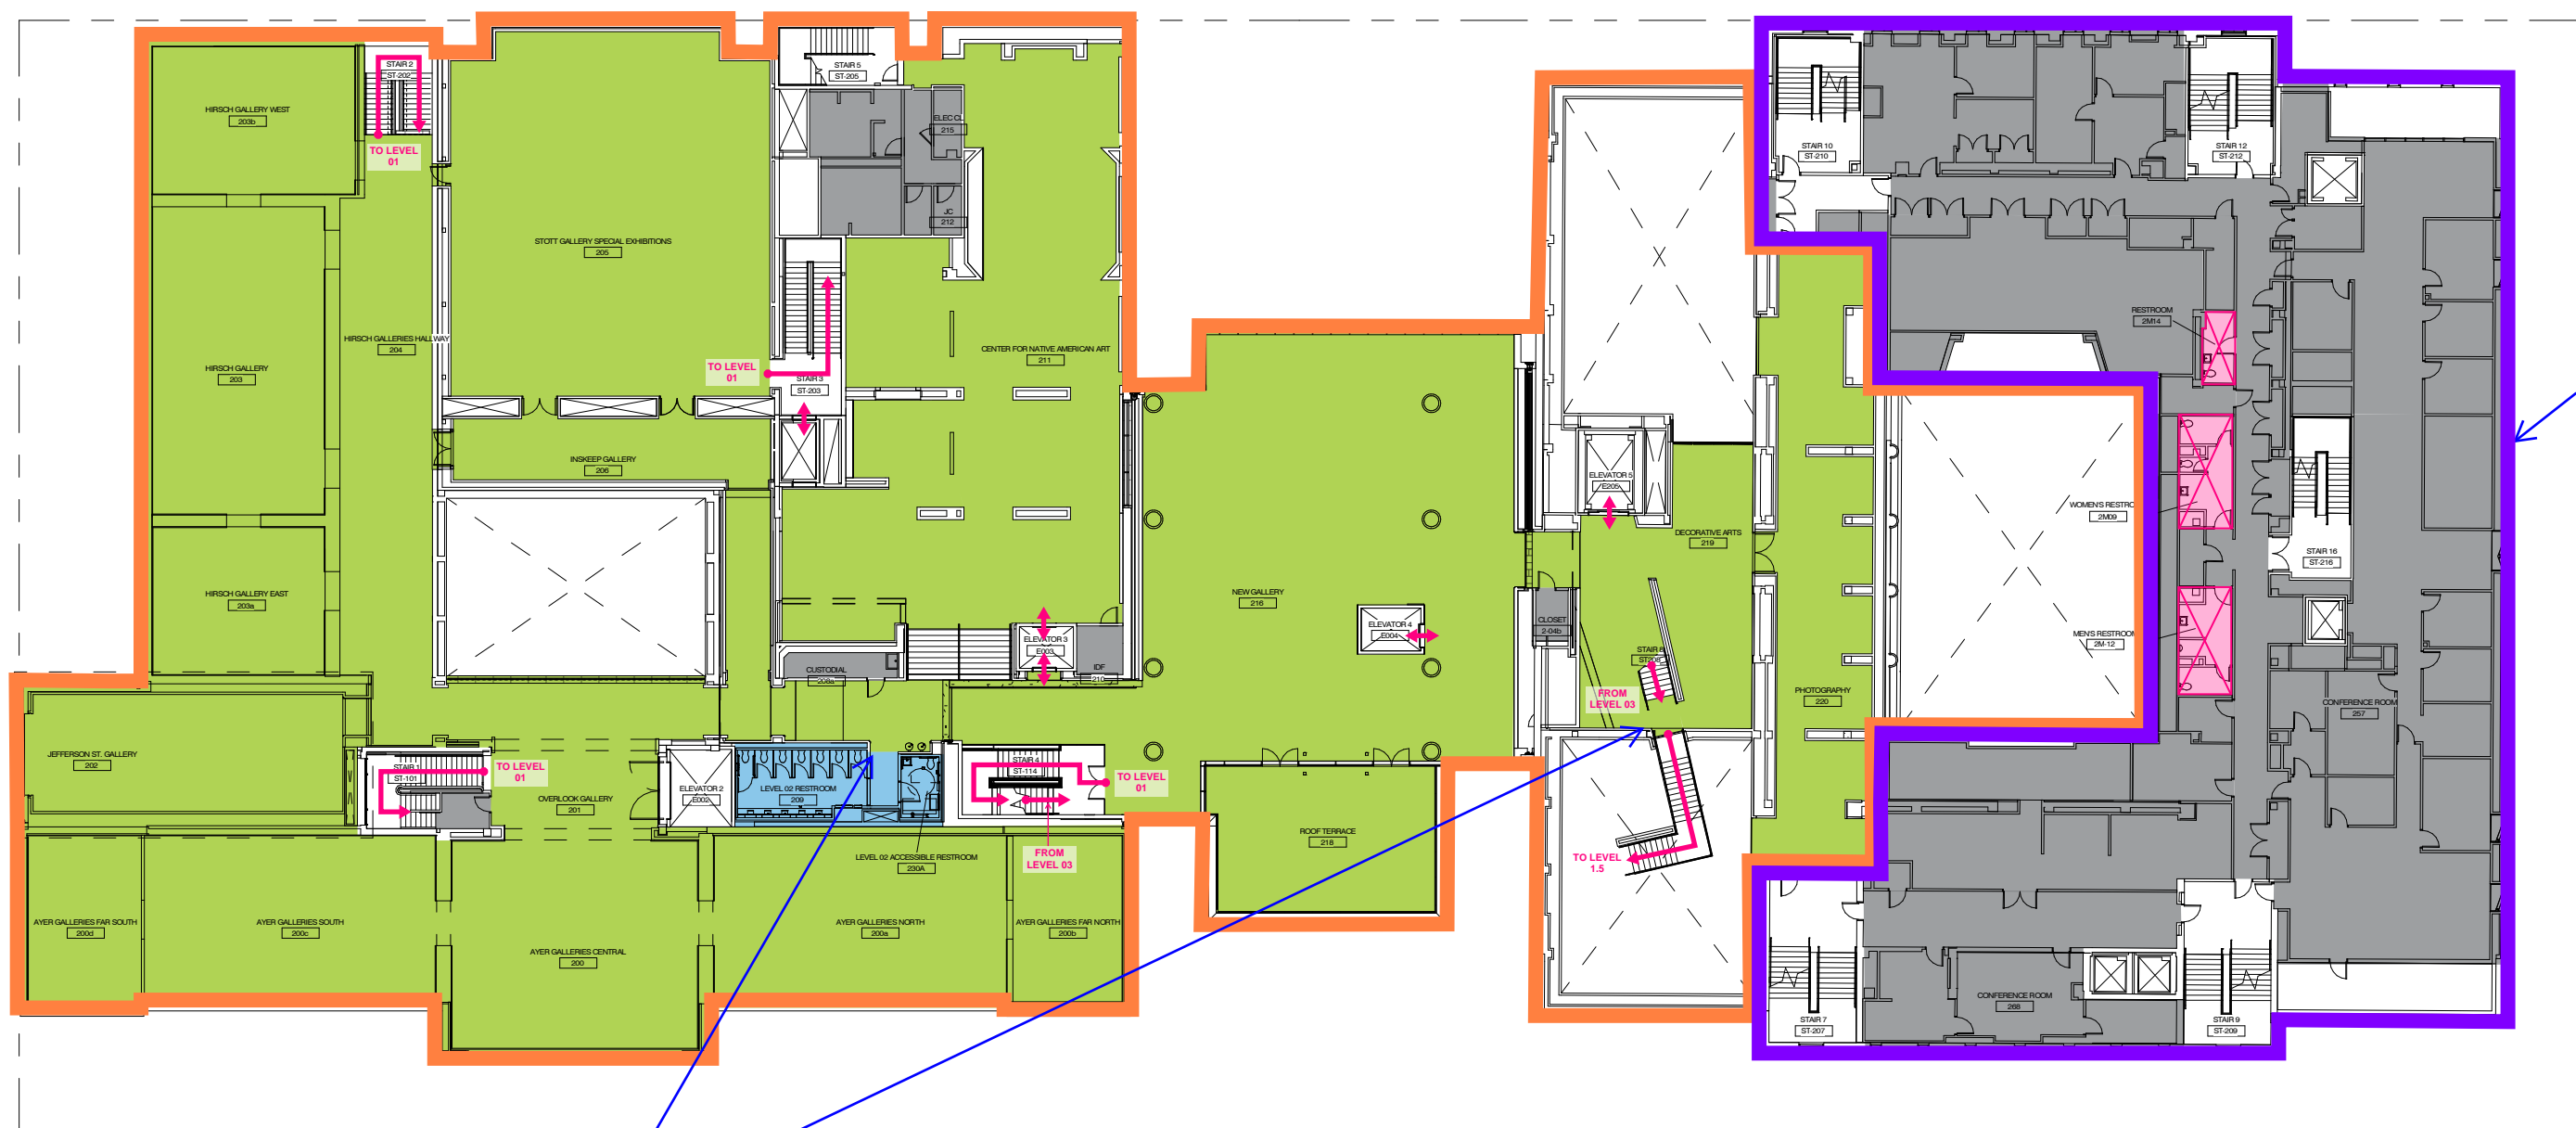 STAIR 2
ST-202
TO LEVEL
01
HIRSCH GALLERY WEST
203b
STAIR 5
ST-205
ELEC CL
215
JC
212
STOTT GALLERY SPECIAL EXHIBITIONS
205
HIRSCH GALLERIES HALLWAY
204
HIRSCH GALLERY
203
TO LEVEL
01
STAIR 3
ST-203
CENTER FOR NATIVE AMERICAN ART
211
INSKEEP GALLERY
206
HIRSCH GALLERY EAST
203a
ELEVATOR 3
E003
IDF
210
CUSTODIAL
208a
NEW GALLERY
216
ELEVATOR 4
E004
JEFFERSON ST. GALLERY
202
STAIR 1
ST-101
TO LEVEL
01
OVERLOOK GALLERY
201
ELEVATOR 2
E002
LEVEL 02 RESTROOM
209
STAIR 4
ST-114
TO LEVEL
01
FROM
LEVEL 03
LEVEL 02 ACCESSIBLE RESTROOM
230A
ROOF TERRACE
218
AYER GALLERIES FAR SOUTH
200d
AYER GALLERIES SOUTH
200c
AYER GALLERIES CENTRAL
200
AYER GALLERIES NORTH
200a
AYER GALLERIES FAR NORTH
200b
ELEVATOR 5
E205
DECORATIVE ARTS
219
CLOSET
2-04b
STAIR 8
FROM
LEVEL 03
PHOTOGRAPHY
220
TO LEVEL
1.5
STAIR 10
ST-210
STAIR 12
ST-212
RESTROOM
2M14
WOMEN'S RESTRO
2M09
STAIR 16
ST-216
MEN'S RESTROOM
2M-12
CONFERENCE ROOM
257
CONFERENCE ROOM
268
STAIR 7
ST-207
STAIR 9
ST-209